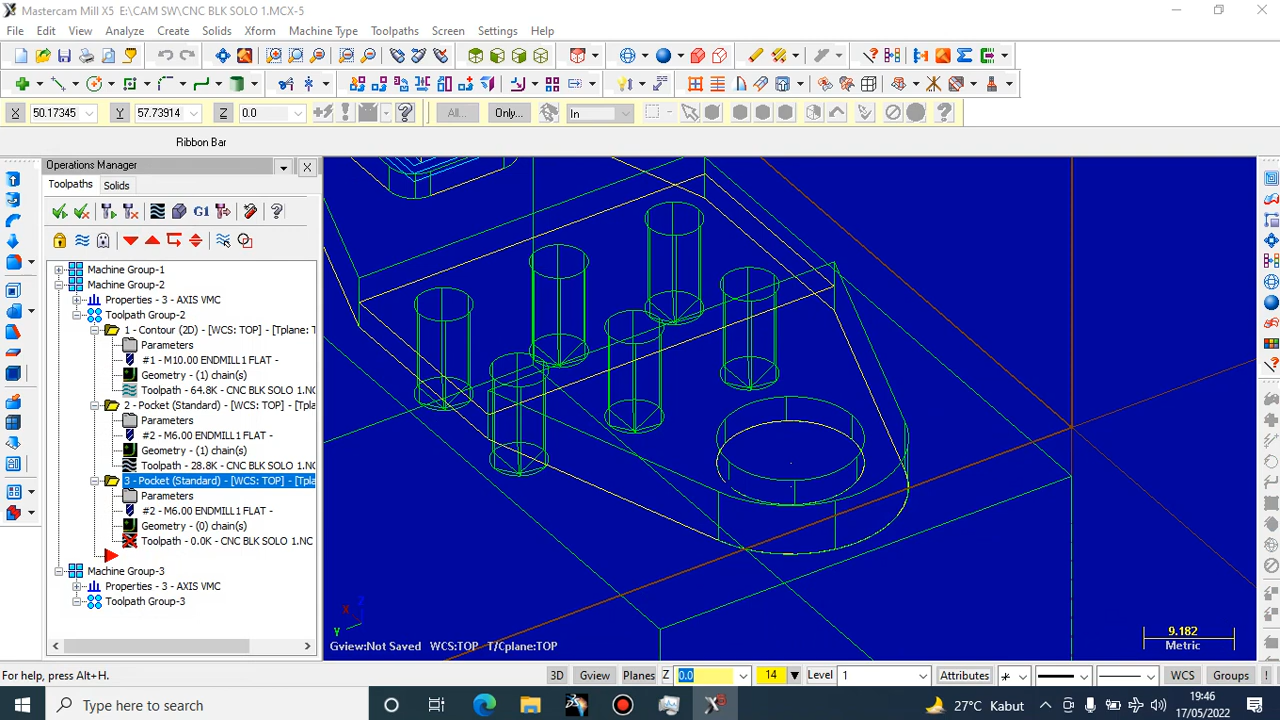 Mastercam Mill X5 E:\CAM SW\CNC BLK SOLO 1.MCX-5
File Edit View Analyze Create Solids Xform Machine Type Toolpaths Screen Settings Help
X 50.17345 Y 57.73914 Z 0.0 All... Only... In
Ribbon Bar
Operations Manager
Toolpaths Solids
G1
Machine Group-1
Machine Group-2
Properties - 3 - AXIS VMC
Toolpath Group-2
1 - Contour (2D) - [WCS: TOP] - [Tplane: T
Parameters
#1 - M10.00 ENDMILL1 FLAT -
Geometry - (1) chain(s)
Toolpath - 64.8K - CNC BLK SOLO 1.NC
2 - Pocket (Standard) - [WCS: TOP] - [Tpla
Parameters
#2 - M6.00 ENDMILL1 FLAT -
Geometry - (1) chain(s)
Toolpath - 28.8K - CNC BLK SOLO 1.NC
3 - Pocket (Standard) - [WCS: TOP] - [Tpla
Parameters
#2 - M6.00 ENDMILL1 FLAT -
Geometry - (0) chain(s)
Toolpath - 0.0K - CNC BLK SOLO 1.NC
Machine Group-3
Properties - 3 - AXIS VMC
Toolpath Group-3
X Z
Y
9.182
Metric
Gview:Not Saved WCS:TOP T/Cplane:TOP
For help, press Alt+H.
3D Gview Planes Z 0.0 14 Level 1 Attributes WCS Groups !
Type here to search
27°C Kabut
19:46
17/05/2022